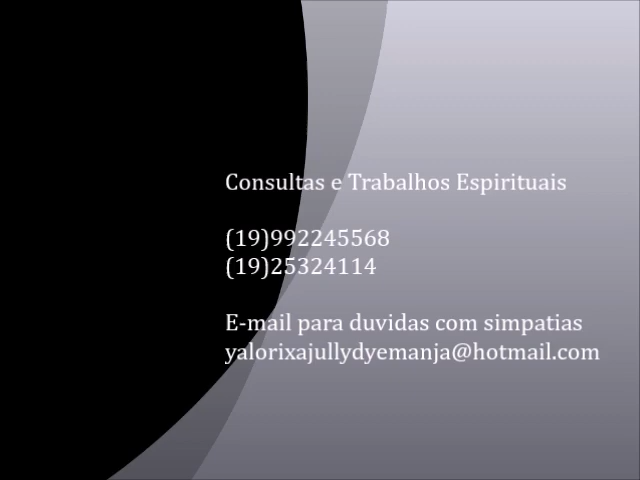 Consultas e Trabalhos Espirituais
(19)992245568
(19)25324114
E-mail para duvidas com simpatias
yalorixajullydyemanja@hotmail.com